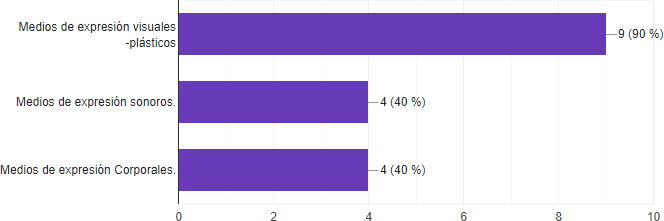 Medios de expresión visuales
-plásticos
9 (90 %)
Medios de expresión sonoros.
4 (40 %)
Medios de expresión Corporales.
4 (40 %)
0 2 4 6 8 10